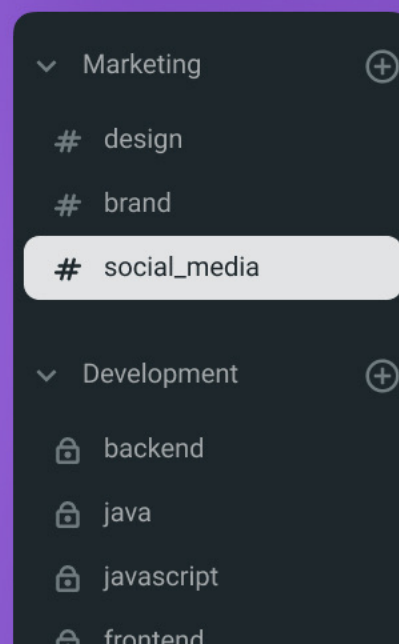 Marketing
# design
# brand
# social_media
Development
backend
java
javascript
frontend